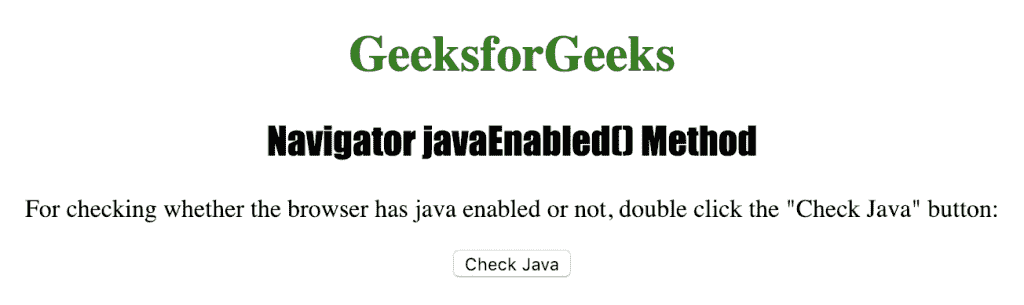 GeeksforGeeks
Navigator javaEnabled() Method
For checking whether the browser has java enabled or not, double click the "Check Java" button:
Check Java